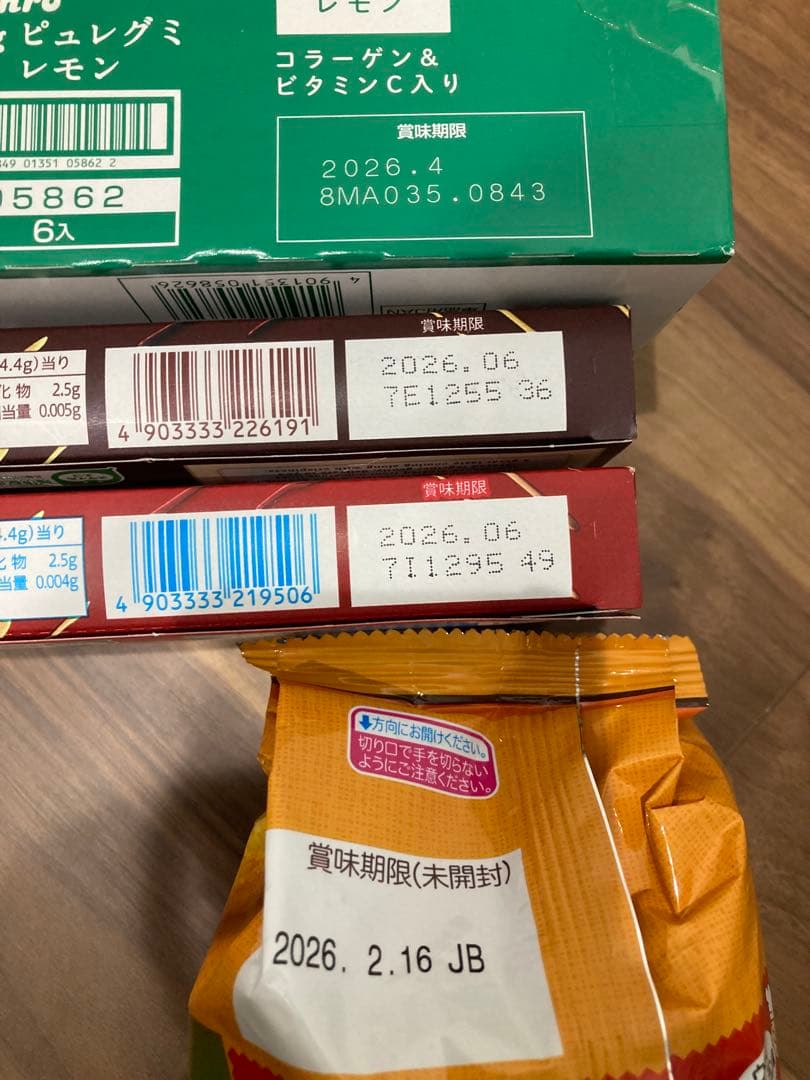 ピュレグミ
レモン
レモン
コラーゲン&
ビタミンC入り
賞味期限
2026.4
8MA035.0843
49 01351 05862 2
05862
6入
4901351058626
賞味期限
4.4g)当り
化物 2.5g
当量 0.005g
4 903333 226191
2026.06
7E1255 36
賞味期限
.4g)当り
化物 2.5g
当量 0.004g
4 903333 219506
2026.06
7I1295 49
⬇方向にお開けください。
切り口で手を切らない
ようにご注意ください。
賞味期限(未開封)
2026. 2.16 JB